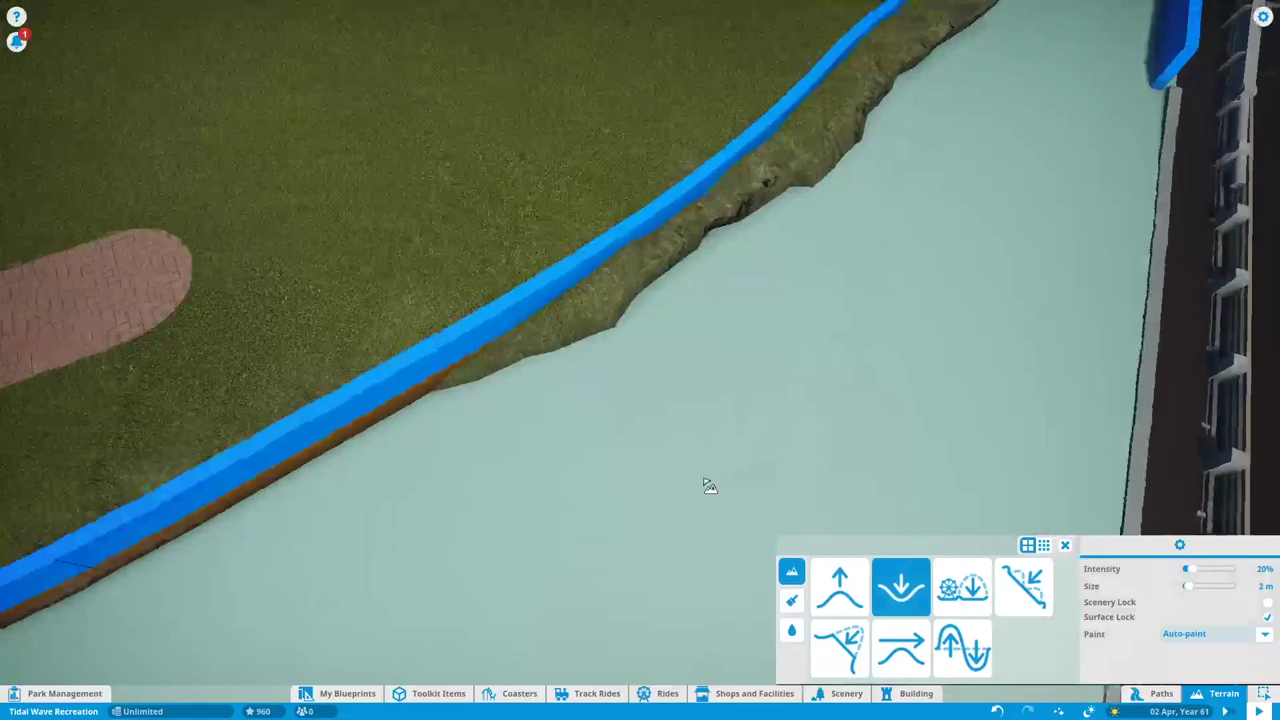 ?
1
Intensity 20%
Size 2 m
Scenery Lock
Surface Lock
Paint Auto-paint
Park Management My Blueprints Toolkit Items Coasters Track Rides Rides Shops and Facilities Scenery Building Paths Terrain
Tidal Wave Recreation Unlimited 960 0 02 Apr, Year 61